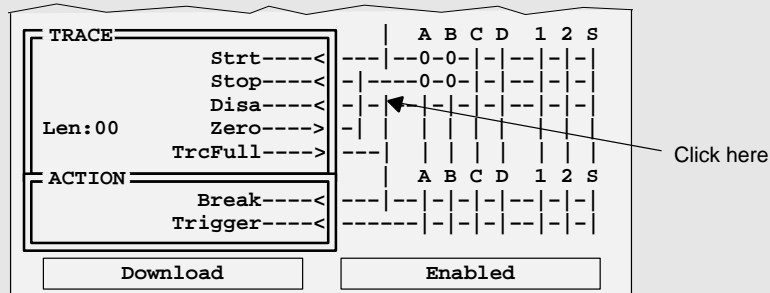 TRACE | A B C D 1 2 S
Strt----< ---|--0-0-|-|--|-|-|
Stop----< -|----0-0-|-|--|-|-|
Disa----< -|-|--|-|-|-|--|-|-|
Len:00 Zero----> -| | | | | | | | |
TrcFull----> ---| | | | | | | |
ACTION | A B C D 1 2 S
Break----< ---|--|-|-|-|--|-|-|
Trigger----< ------|-|-|-|--|-|-|
Click here
Download Enabled